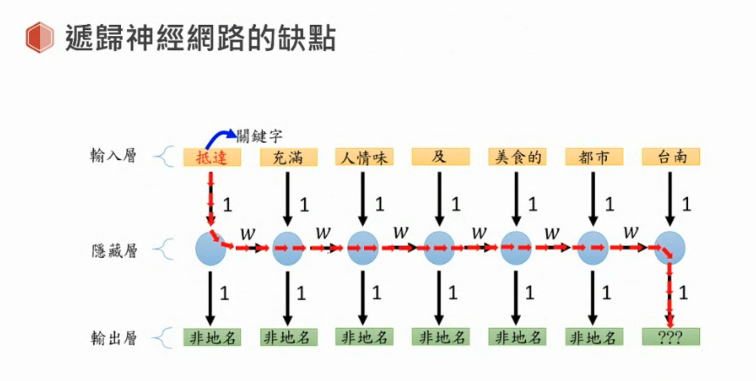 遞歸神經網路的缺點
關鍵字
輸入層 抵達 充滿 人情味 及 美食的 都市 台南
1 1 1 1 1 1 1
w w w w w w
隱藏層
1 1 1 1 1 1 1
輸出層 非地名 非地名 非地名 非地名 非地名 非地名 ???